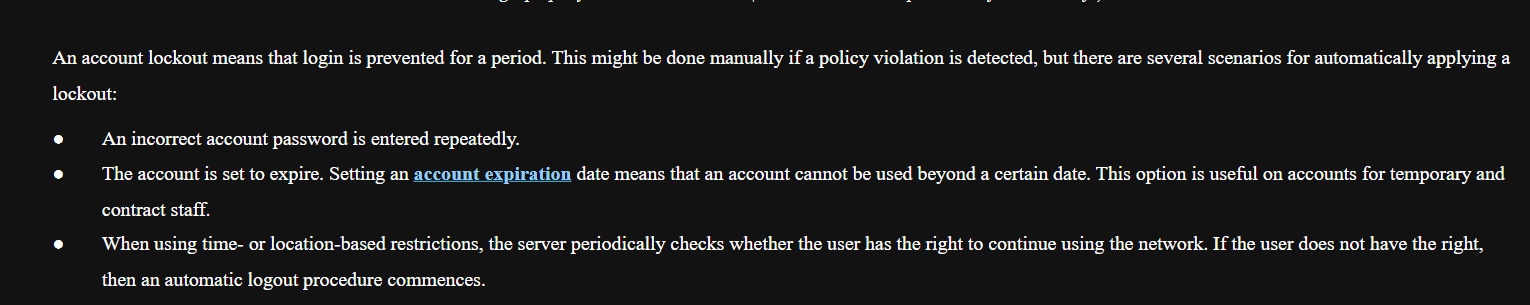 An account lockout means that login is prevented for a period. This might be done manually if a policy violation is detected, but there are several scenarios for automatically applying a
lockout:
● An incorrect account password is entered repeatedly.
● The account is set to expire. Setting an account expiration date means that an account cannot be used beyond a certain date. This option is useful on accounts for temporary and
contract staff.
● When using time- or location-based restrictions, the server periodically checks whether the user has the right to continue using the network. If the user does not have the right,
then an automatic logout procedure commences.